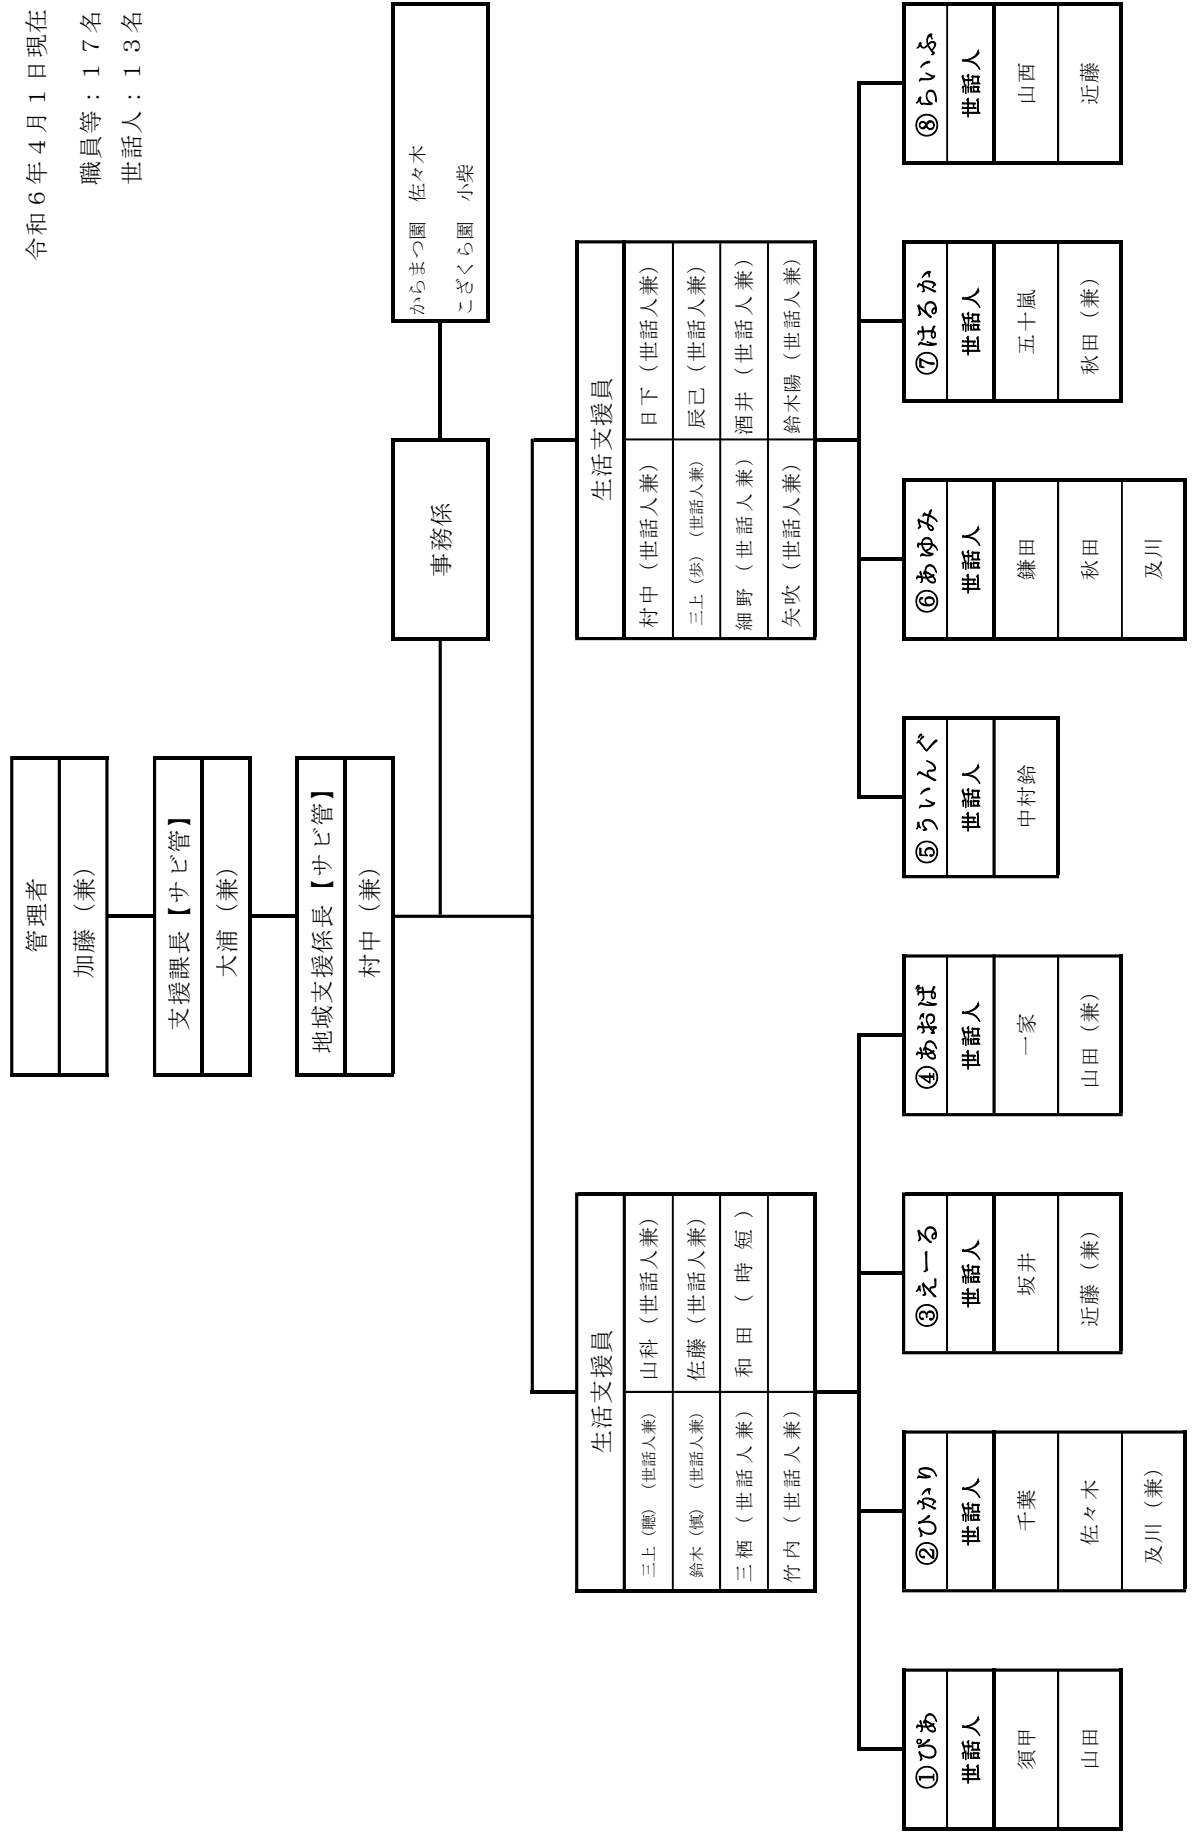 令和６年４月１日現在
職員等：１７名
世話人：１３名
管理者
加藤（兼）
支援課長【サビ管】
大浦（兼）
地域支援係長【サビ管】
村中（兼）
事務係
からまつ園　佐々木
こざくら園　小柴
生活支援員
三上（聰）（世話人兼）
山科（世話人兼）
鈴木（慎）（世話人兼）
佐藤（世話人兼）
三栖（世話人兼）
和田（時短）
竹内（世話人兼）
生活支援員
村中（世話人兼）
日下（世話人兼）
三上（歩）（世話人兼）
辰己（世話人兼）
細野（世話人兼）
酒井（世話人兼）
矢吹（世話人兼）
鈴木陽（世話人兼）
①ぴあ
世話人
須甲
山田
②ひかり
世話人
千葉
佐々木
及川（兼）
③えーる
世話人
坂井
近藤（兼）
④あおば
世話人
一家
山田（兼）
⑤ういんぐ
世話人
中村鈴
⑥あゆみ
世話人
鎌田
秋田
及川
⑦はるか
世話人
五十嵐
秋田（兼）
⑧らいふ
世話人
山西
近藤